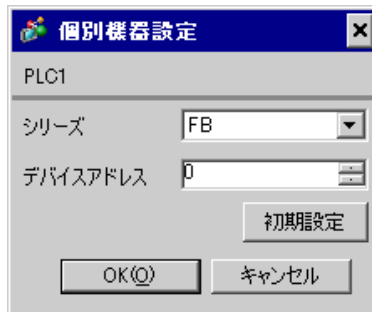 個別機器設定
PLC1
シリーズ FB
デバイスアドレス 0
初期設定
OK(O) キャンセル